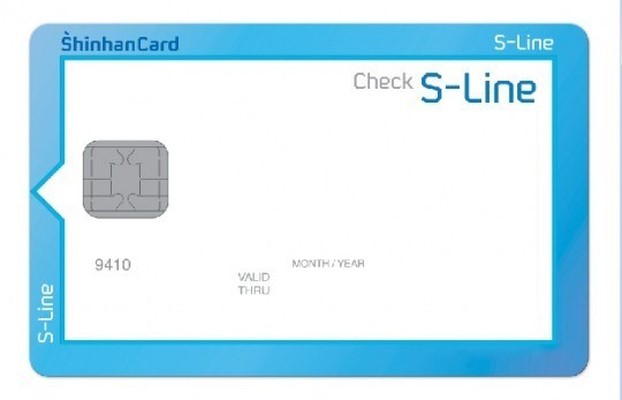 ShinhanCard
S-Line
Check S-Line
9410
MONTH / YEAR
VALID
THRU
S-Line